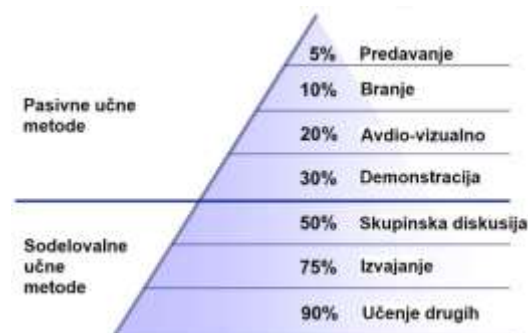 5% Predavanje
10% Branje
Pasivne učne
metode
20% Avdio-vizualno
30% Demonstracija
50% Skupinska diskusija
Sodelovalne
učne
metode
75% Izvajanje
90% Učenje drugih